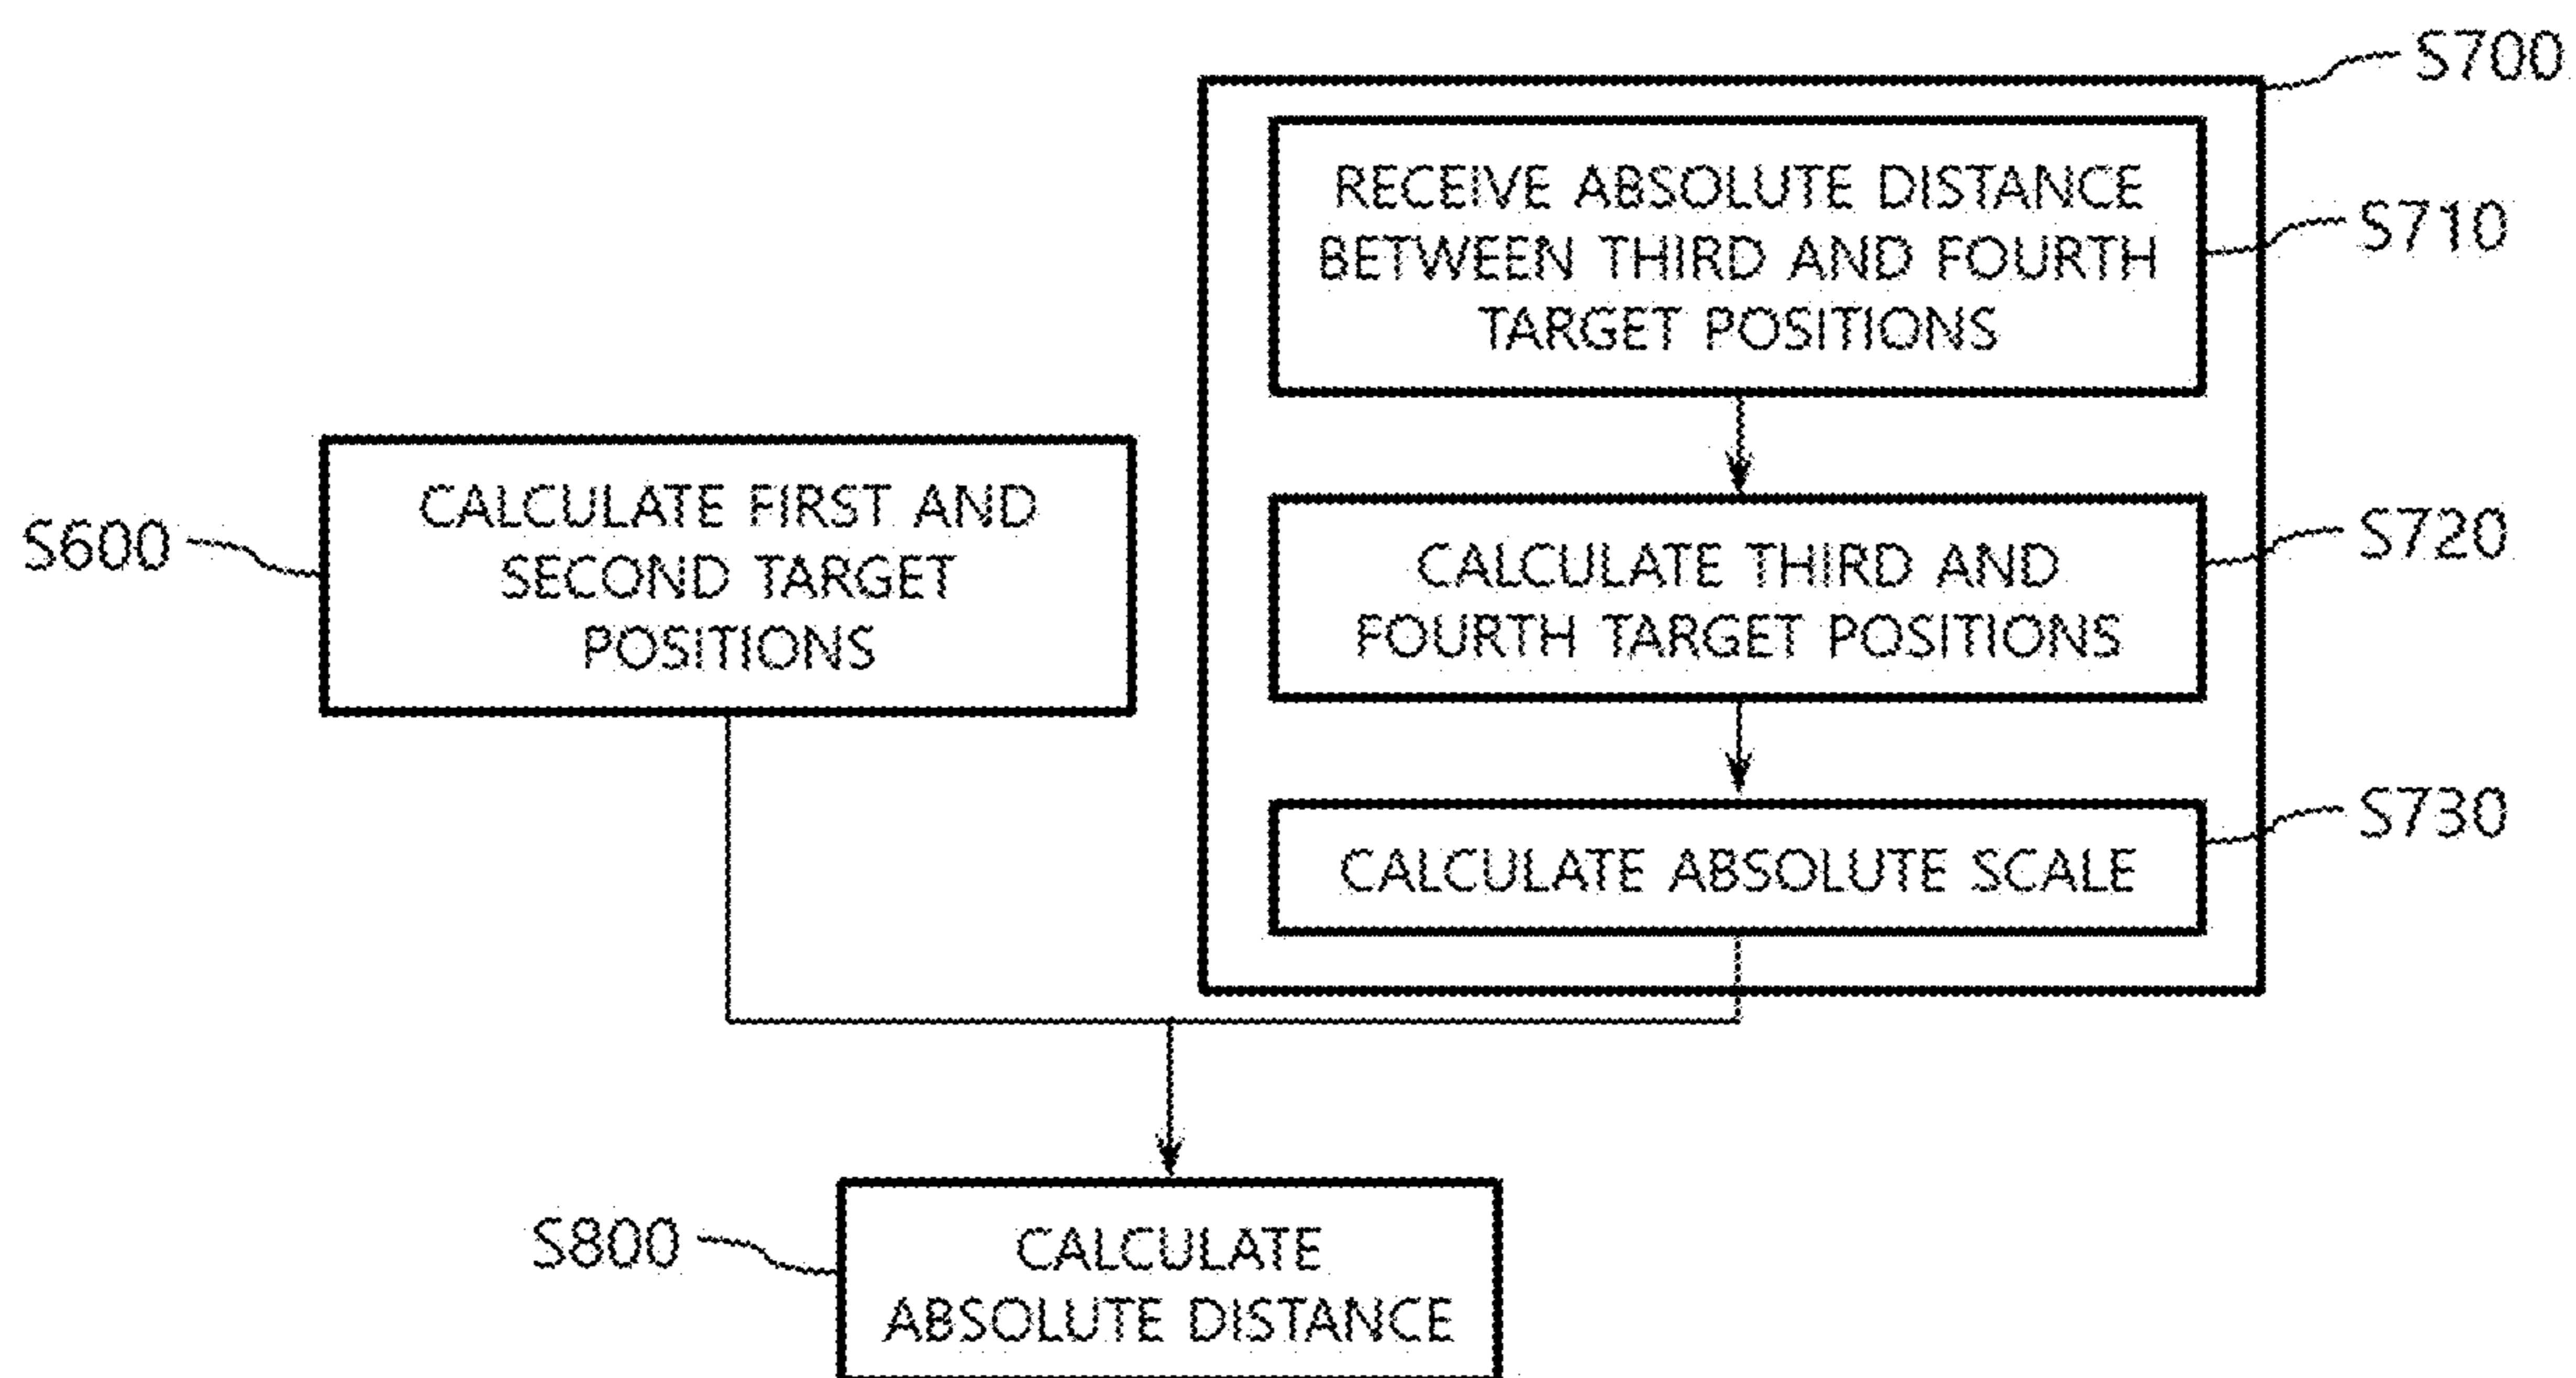 S700
RECEIVE ABSOLUTE DISTANCE
BETWEEN THIRD AND FOURTH
TARGET POSITIONS
S710
CALCULATE FIRST AND
SECOND TARGET
POSITIONS
S600
CALCULATE THIRD AND
FOURTH TARGET POSITIONS
S720
CALCULATE ABSOLUTE SCALE
S730
S800
CALCULATE
ABSOLUTE DISTANCE